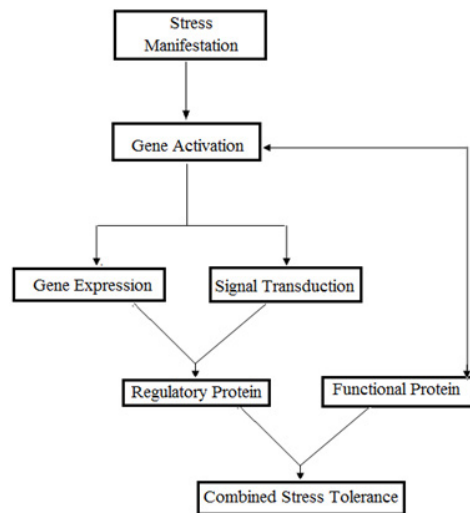 Stress
Manifestation
Gene Activation
Gene Expression
Signal Transduction
Regulatory Protein
Functional Protein
Combined Stress Tolerance